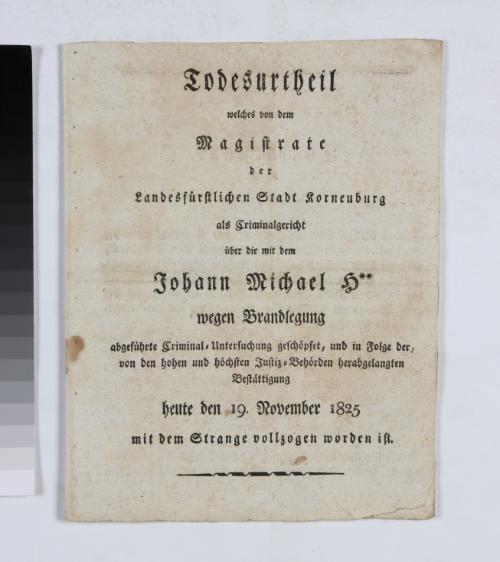 Todesurtheil
welches von dem
Magistrate
der
Landesfürstlichen Stadt Korneuburg
als Criminalgericht
über die mit dem
Johann Michael H**
wegen Brandlegung
abgeführte Criminal-Untersuchung geschöpfet, und in Folge der,
von den hohen und höchsten Justiz-Behörden herabgelangten
Bestättigung
heute den 19. November 1825
mit dem Strange vollzogen worden ist.